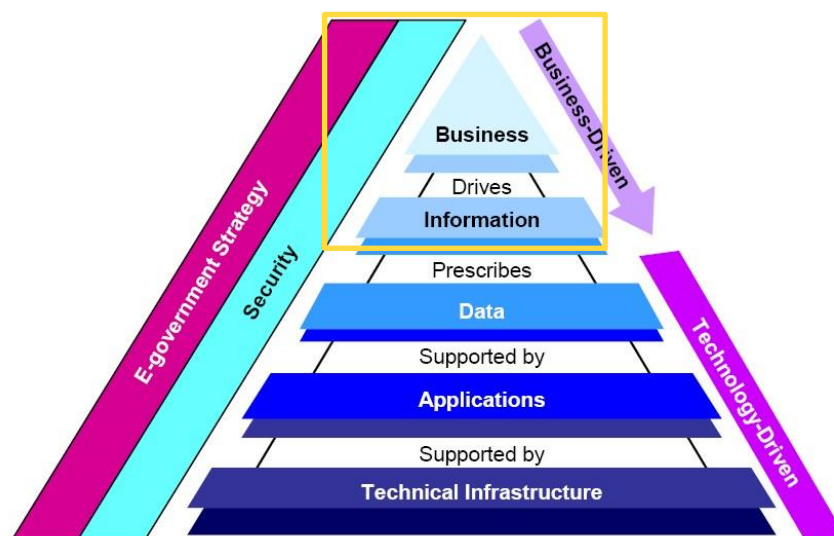 Business
Drives
Information
Prescribes
Data
Supported by
Applications
Supported by
Technical Infrastructure
E-government Strategy
Security
Business-Driven
Technology-Driven